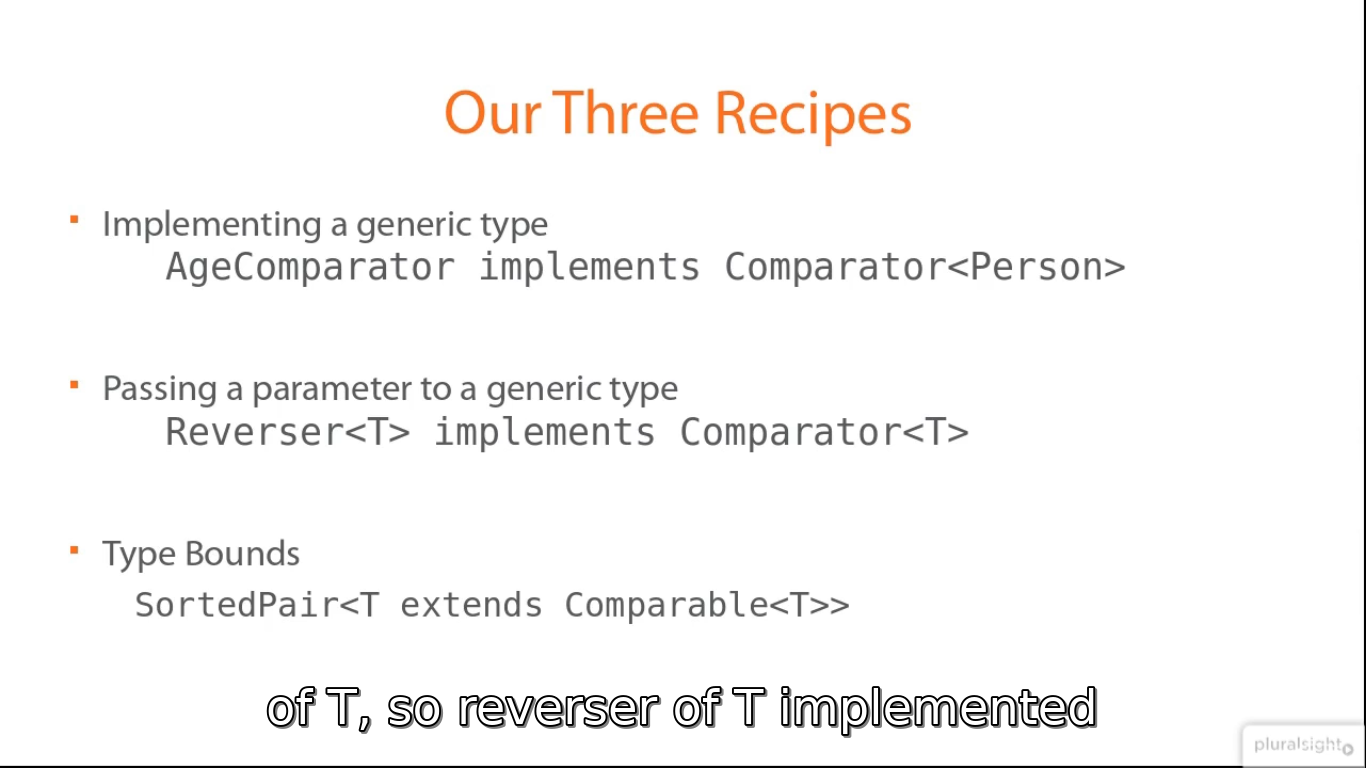 Our Three Recipes
Implementing a generic type
AgeComparator implements Comparator<Person>
Passing a parameter to a generic type
Reverser<T> implements Comparator<T>
Type Bounds
SortedPair<T extends Comparable<T>>
of T, so reverser of T implemented
pluralsight